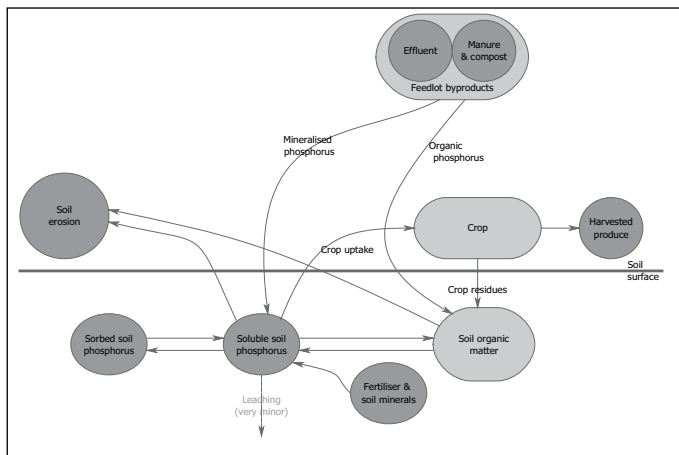 Effluent
Manure
& compost
Feedlot byproducts
Mineralised
phosphorus
Organic
phosphorus
Soil
erosion
Crop
Harvested
produce
Crop uptake
Soil
surface
Crop residues
Sorbed soil
phosphorus
Soluble soil
phosphorus
Soil organic
matter
Fertiliser &
soil minerals
Leaching
(very minor)